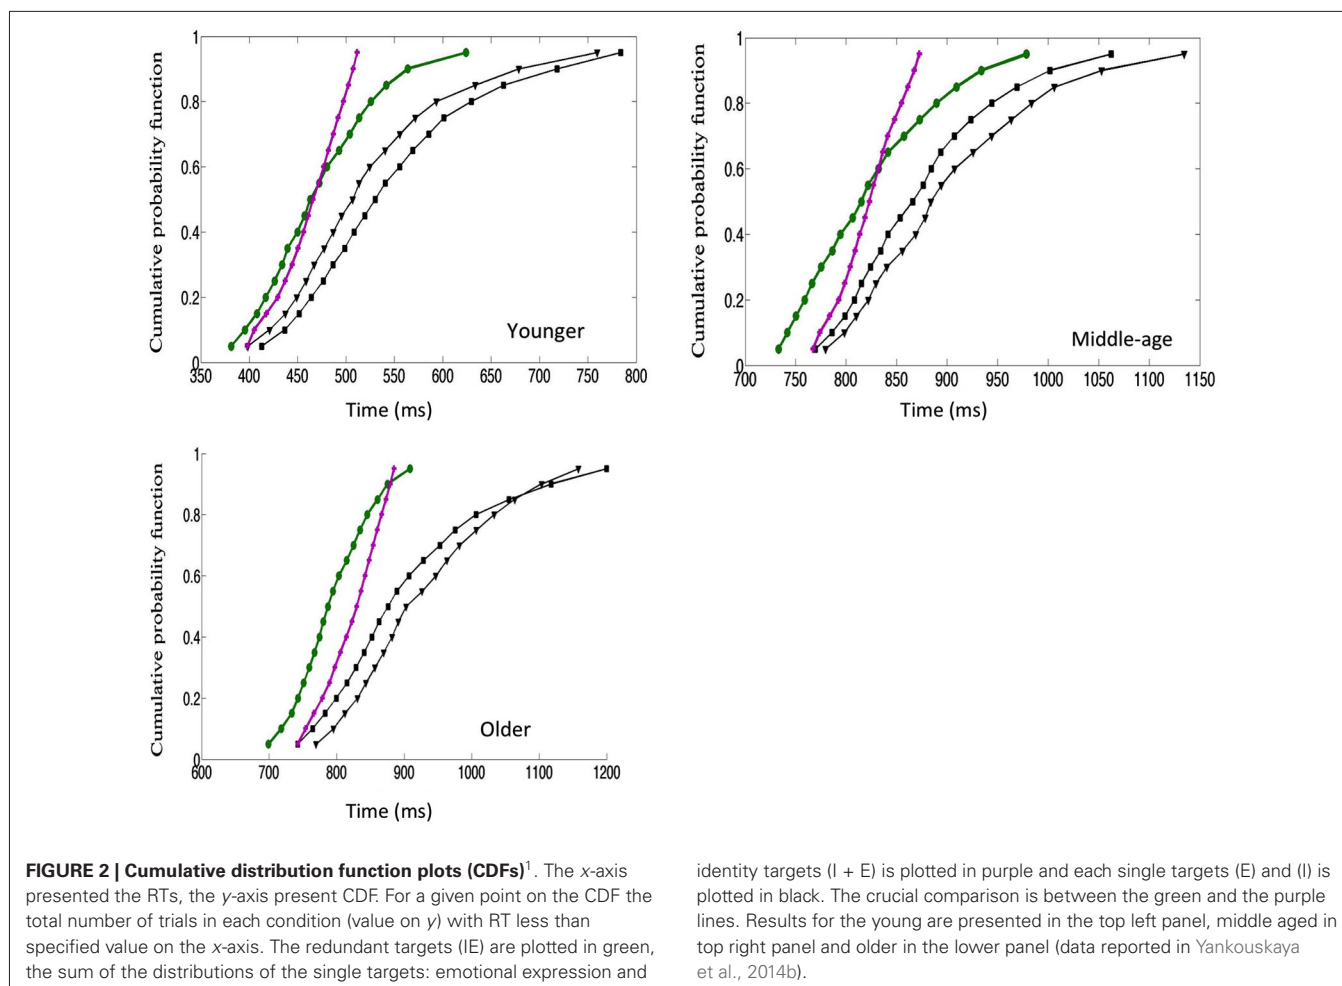 Cumulative probability function
1
0.8
0.6
0.4
0.2
0
350 400 450 500 550 600 650 700 750 800
Younger
Time (ms)
Cumulative probability function
1
0.8
0.6
0.4
0.2
0
700 750 800 850 900 950 1000 1050 1100 1150
Middle-age
Time (ms)
Cumulative probability function
1
0.8
0.6
0.4
0.2
0
600 700 800 900 1000 1100 1200
Older
Time (ms)
FIGURE 2 | Cumulative distribution function plots (CDFs)1. The x-axis
presented the RTs, the y-axis present CDF. For a given point on the CDF the
total number of trials in each condition (value on y) with RT less than
specified value on the x-axis. The redundant targets (IE) are plotted in green,
the sum of the distributions of the single targets: emotional expression and
identity targets (I + E) is plotted in purple and each single targets (E) and (I) is
plotted in black. The crucial comparison is between the green and the purple
lines. Results for the young are presented in the top left panel, middle aged in
top right panel and older in the lower panel (data reported in Yankouskaya
et al., 2014b).